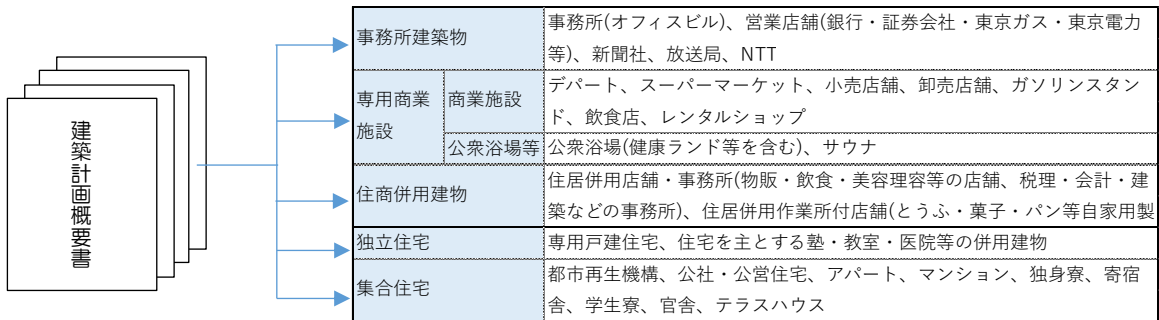 建築計画概要書
事務所建築物
事務所(オフィスビル)、営業店舗(銀行・証券会社・東京ガス・東京電力
等)、新聞社、放送局、NTT
専用商業
施設
商業施設
デパート、スーパーマーケット、小売店舗、卸売店舗、ガソリンスタン
ド、飲食店、レンタルショップ
公衆浴場等
公衆浴場(健康ランド等を含む)、サウナ
住商併用建物
住居併用店舗・事務所(物販・飲食・美容理容等の店舗、税理・会計・建
築などの事務所)、住居併用作業所付店舗(とうふ・菓子・パン等自家用製
独立住宅
専用戸建住宅、住宅を主とする塾・教室・医院等の併用建物
集合住宅
都市再生機構、公社・公営住宅、アパート、マンション、独身寮、寄宿
舎、学生寮、官舎、テラスハウス